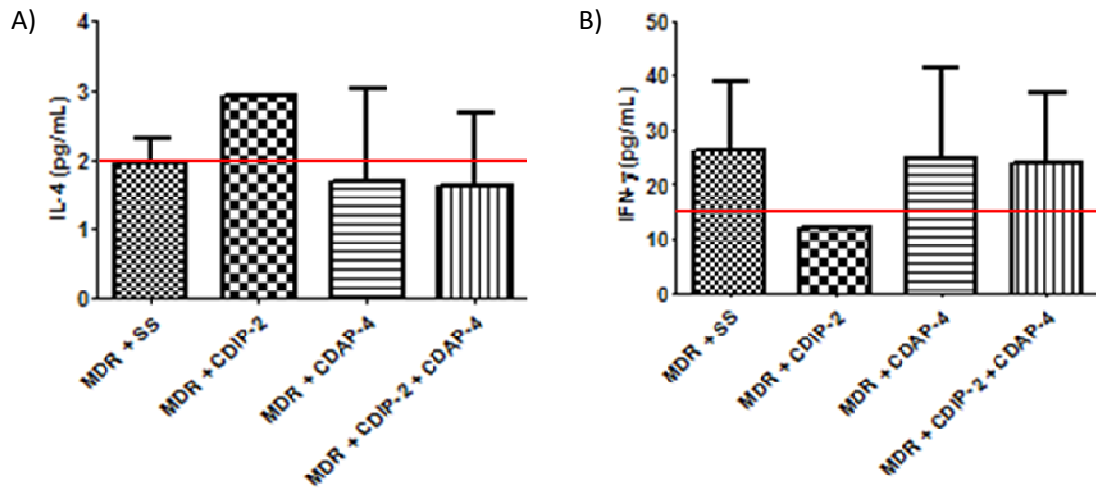 A)
IL-4 (pg/mL)
4
3
2
1
0
MDR + SS
MDR + CDIP-2
MDR + CDAP-4
MDR + CDIP-2 + CDAP-4
B)
IFN-γ (pg/mL)
50
40
30
20
10
0
MDR + SS
MDR + CDIP-2
MDR + CDAP-4
MDR + CDIP-2 + CDAP-4